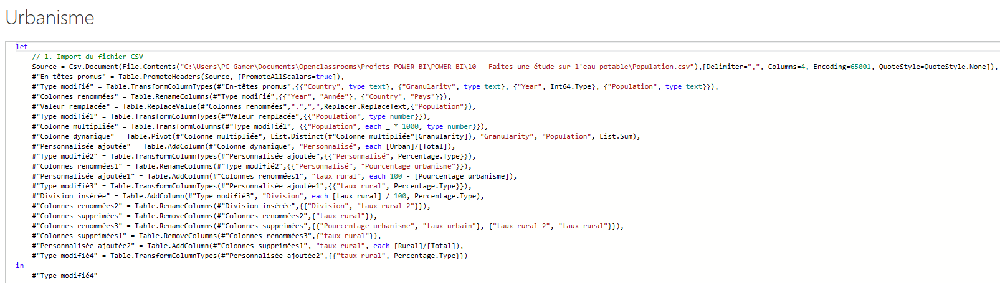 Urbanisme
let
// 1. Import du fichier CSV
Source = Csv.Document(File.Contents("C:\Users\PC Gamer\Documents\Openclassrooms\Projets POWER BI\POWER BI\10 - Faites une étude sur l'eau potable\Population.csv"),[Delimiter=",", Columns=4, Encoding=65001, QuoteStyle=QuoteStyle.None]),
#"En-têtes promus" = Table.PromoteHeaders(Source, [PromoteAllScalars=true]),
#"Type modifié" = Table.TransformColumnTypes(#"En-têtes promus",{{"Country", type text}, {"Granularity", type text}, {"Year", Int64.Type}, {"Population", type text}}),
#"Colonnes renommées" = Table.RenameColumns(#"Type modifié",{{"Year", "Année"}, {"Country", "Pays"}}),
#"Valeur remplacée" = Table.ReplaceValue(#"Colonnes renommées",".",",",Replacer.ReplaceText,{"Population"}),
#"Type modifié1" = Table.TransformColumnTypes(#"Valeur remplacée",{{"Population", type number}}),
#"Colonne multipliée" = Table.TransformColumns(#"Type modifié1", {{"Population", each _ * 1000, type number}}),
#"Colonne dynamique" = Table.Pivot(#"Colonne multipliée", List.Distinct(#"Colonne multipliée"[Granularity]), "Granularity", "Population", List.Sum),
#"Personnalisée ajoutée" = Table.AddColumn(#"Colonne dynamique", "Personnalisé", each [Urban]/[Total]),
#"Type modifié2" = Table.TransformColumnTypes(#"Personnalisée ajoutée",{{"Personnalisé", Percentage.Type}}),
#"Colonnes renommées1" = Table.RenameColumns(#"Type modifié2",{{"Personnalisé", "Pourcentage urbanisme"}}),
#"Personnalisée ajoutée1" = Table.AddColumn(#"Colonnes renommées1", "taux rural", each 100 - [Pourcentage urbanisme]),
#"Type modifié3" = Table.TransformColumnTypes(#"Personnalisée ajoutée1",{{"taux rural", Percentage.Type}}),
#"Division insérée" = Table.AddColumn(#"Type modifié3", "Division", each [taux rural] / 100, Percentage.Type),
#"Colonnes renommées2" = Table.RenameColumns(#"Division insérée",{{"Division", "taux rural 2"}}),
#"Colonnes supprimées" = Table.RemoveColumns(#"Colonnes renommées2",{"taux rural"}),
#"Colonnes renommées3" = Table.RenameColumns(#"Colonnes supprimées",{{"Pourcentage urbanisme", "taux urbain"}, {"taux rural 2", "taux rural"}}),
#"Colonnes supprimées1" = Table.RemoveColumns(#"Colonnes renommées3",{"taux rural"}),
#"Personnalisée ajoutée2" = Table.AddColumn(#"Colonnes supprimées1", "taux rural", each [Rural]/[Total]),
#"Type modifié4" = Table.TransformColumnTypes(#"Personnalisée ajoutée2",{{"taux rural", Percentage.Type}})
in
#"Type modifié4"